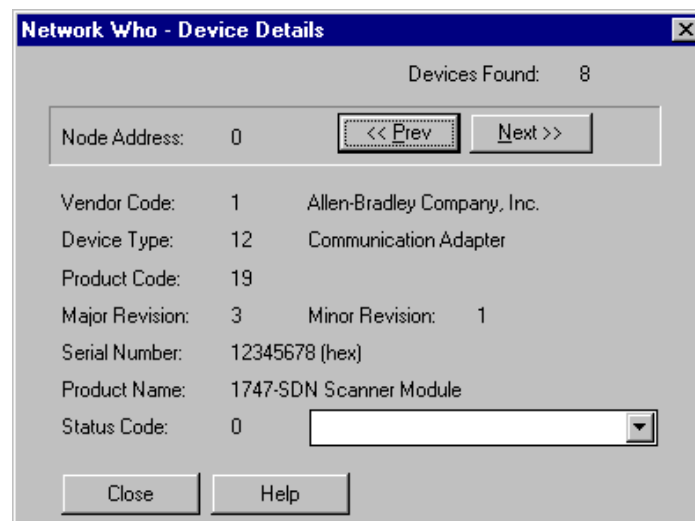 Network Who - Device Details
Devices Found: 8
Node Address: 0 << Prev Next >>
Vendor Code: 1 Allen-Bradley Company, Inc.
Device Type: 12 Communication Adapter
Product Code: 19
Major Revision: 3 Minor Revision: 1
Serial Number: 12345678 (hex)
Product Name: 1747-SDN Scanner Module
Status Code: 0
Close Help